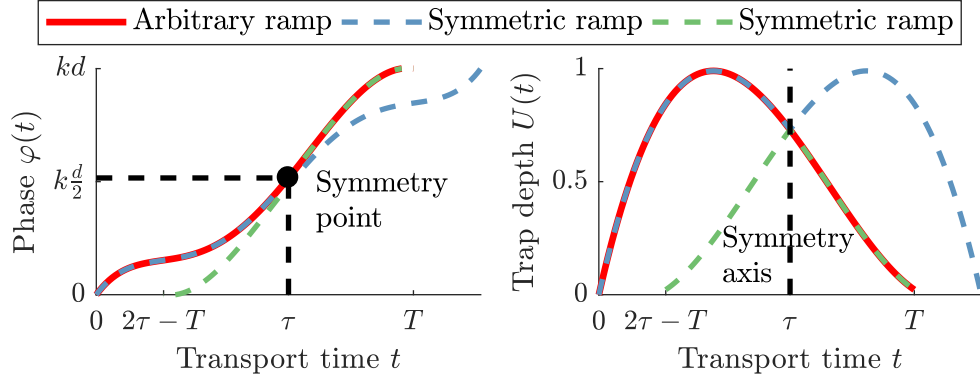 Arbitrary ramp Symmetric ramp Symmetric ramp
Phase φ(t)
kd
k d/2
0
Symmetry
point
0 2τ − T τ T
Transport time t
Trap depth U(t)
1
0.5
0
Symmetry
axis
0 2τ − T τ T
Transport time t